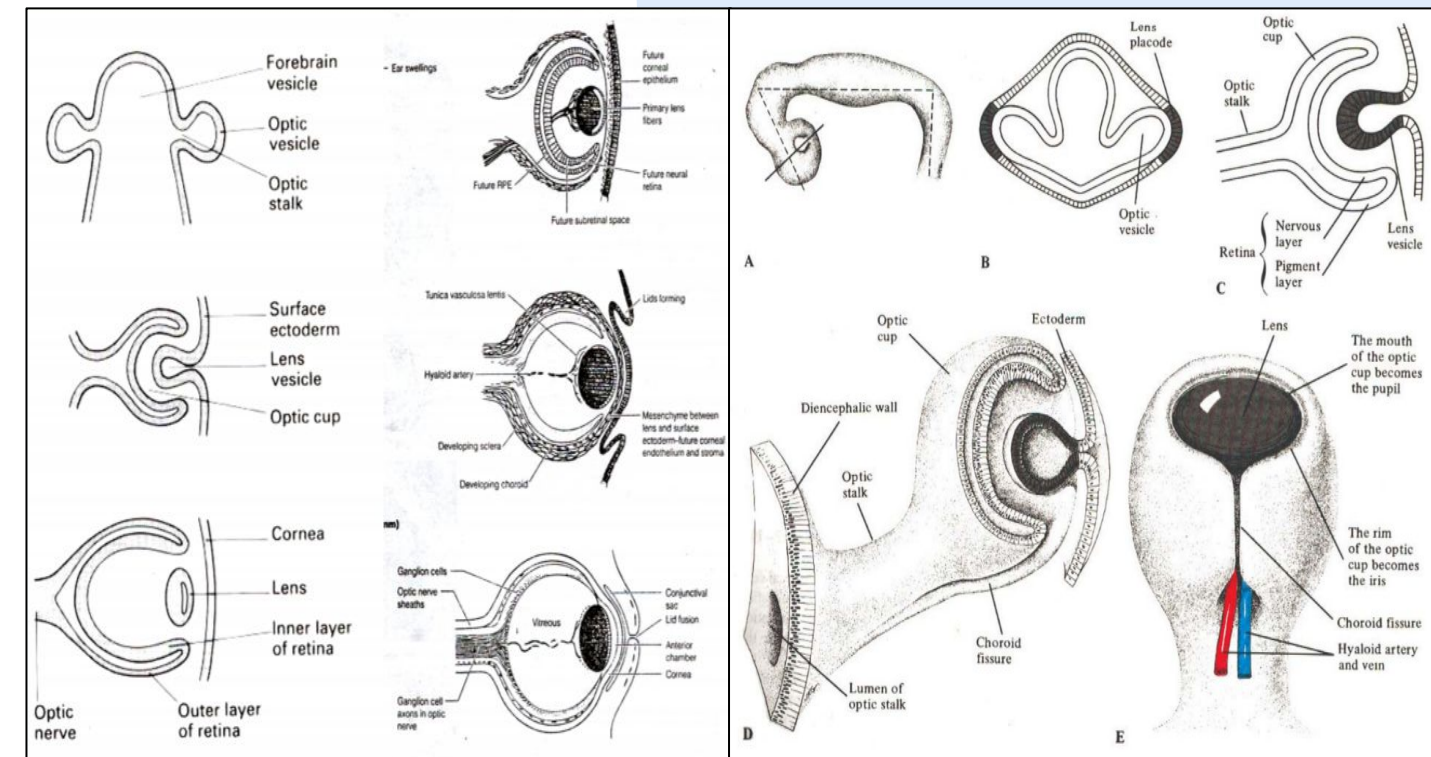 Forebrain
vesicle
Optic
vesicle
Optic
stalk
Surface
ectoderm
Lens
vesicle
Optic cup
Cornea
Lens
Inner layer
of retina
Optic
nerve
Outer layer
of retina
- Ear swellings
Future
corneal
epithelium
Primary lens
fibers
Future neural
retina
Future RPE
Future subretinal space
Tunica vasculosa lentis
Lids forming
Hyaloid artery
Mesenchyme between
lens and surface
ectoderm-future corneal
endothelium and stroma
Developing sclera
Developing choroid
mm)
Ganglion cells
Optic nerve
sheaths
Vitreous
Conjunctival
sac
Lid fusion
Anterior
chamber
Cornea
Ganglion cell
axons in optic
nerve
A
Lens
placode
Optic
vesicle
B
Optic
cup
Optic
stalk
Retina
Nervous
layer
Pigment
layer
Lens
vesicle
C
Optic
cup
Ectoderm
Diencephalic wall
Optic
stalk
Choroid
fissure
Lumen of
optic stalk
D
Lens
The mouth
of the optic
cup becomes
the pupil
The rim
of the optic
cup becomes
the iris
Choroid fissure
Hyaloid artery
and vein
E